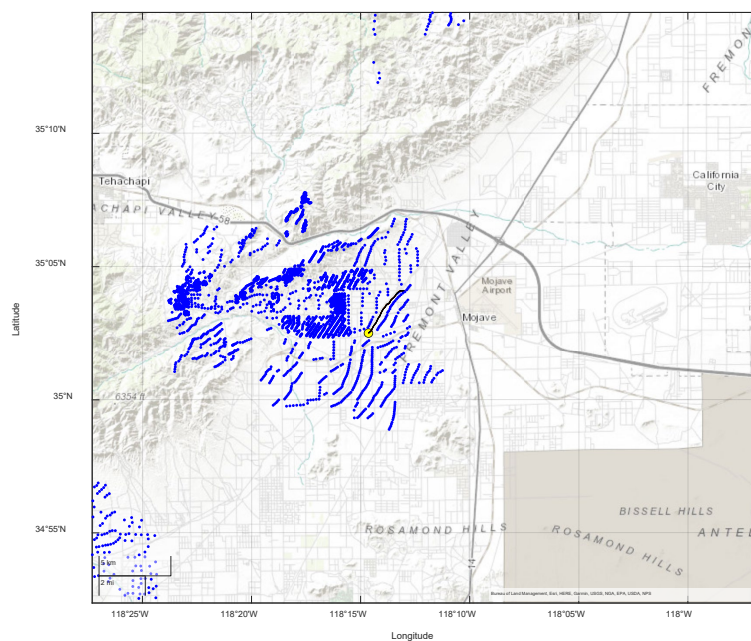 FREMONT
35°10'N
California
City
Tehachapi
ACHAPI VALLEY
58
35°05'N
FREMONT VALLEY
Mojave
Airport
Latitude
Mojave
6354 ft
35°N
BISSELL HILLS
34°55'N
ROSAMOND HILLS
ROSAMOND HILLS
ANTEL
5 km
14
2 mi
Bureau of Land Management, Esri, HERE, Garmin, USGS, NGA, EPA, USDA, NPS
118°25'W
118°20'W
118°15'W
118°10'W
118°05'W
118°W
Longitude